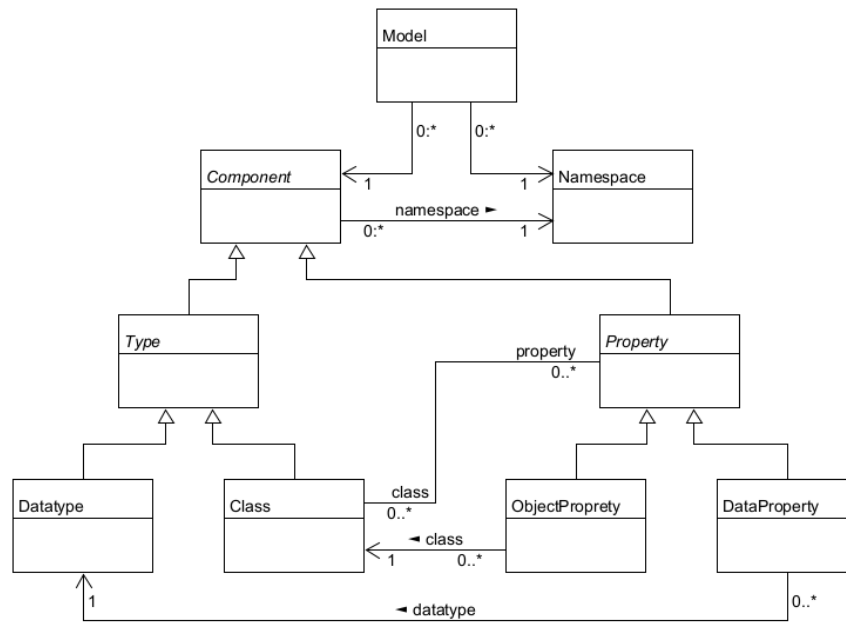 Model
0:* 0:*
Component
Namespace
1 1
namespace ►
0:* 1
Type
Property
property
0..*
Datatype
Class
ObjectProprety
DataProperty
class
0..*
◄ class
1 0..*
1 0..*
◄ datatype